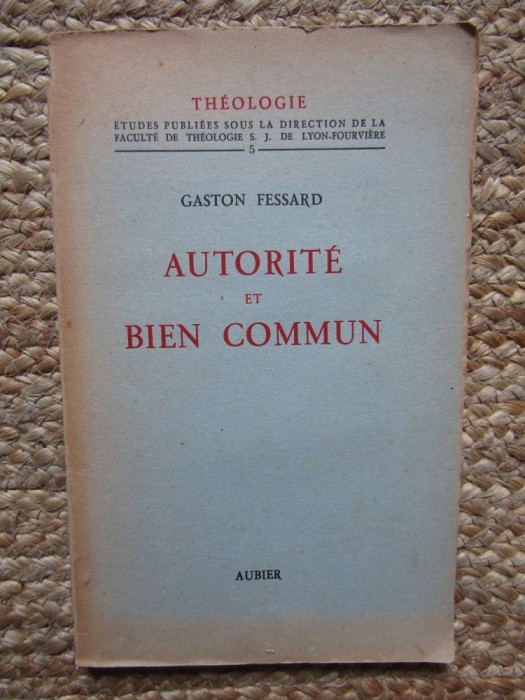 THÉOLOGIE
ÉTUDES PUBLIÉES SOUS LA DIRECTION DE LA
FACULTÉ DE THÉOLOGIE S. J. DE LYON-FOURVIÈRE
5
GASTON FESSARD
AUTORITÉ
ET
BIEN COMMUN
AUBIER